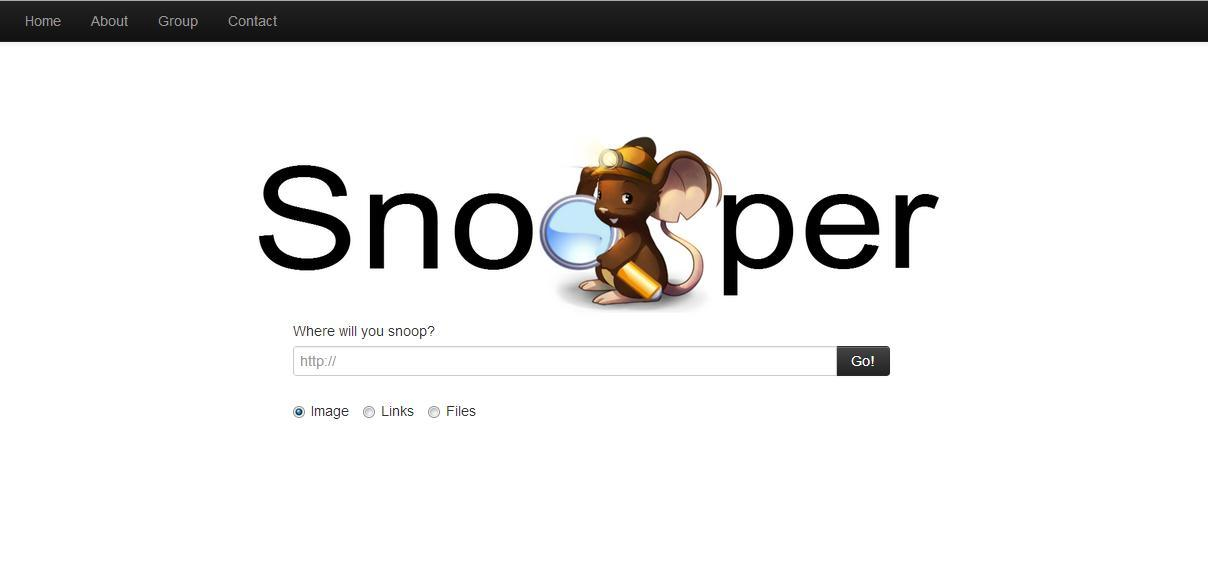 Home About Group Contact
Snooper
Where will you snoop?
http://
Go!
Image Links Files